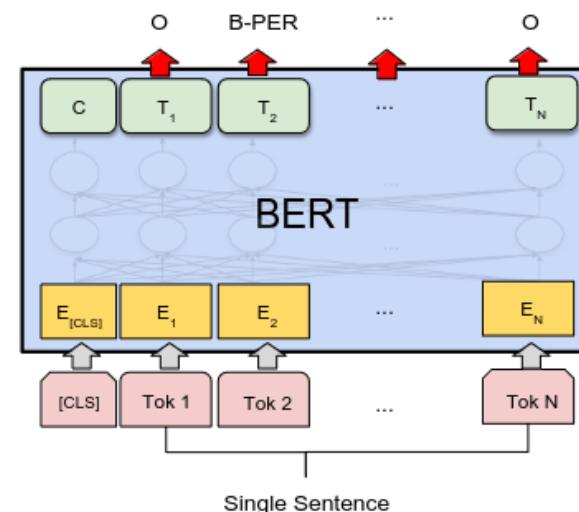 O B-PER ... O
C T1 T2 ... TN
...
BERT
...
E[CLS] E1 E2 ... EN
[CLS] Tok 1 Tok 2 ... Tok N
Single Sentence